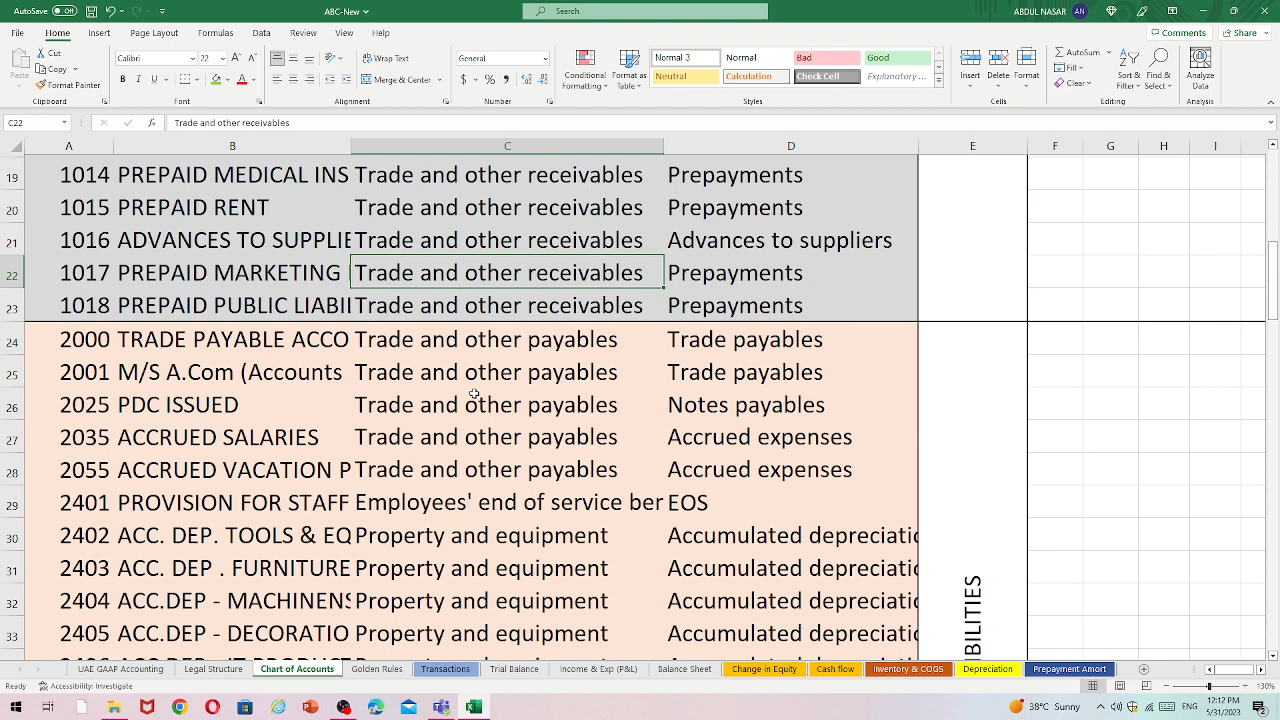 AutoSave Off
ABC-New
Search
ABDUL NASAR AN
File Home Insert Draw Page Layout Formulas Data Review View Help
Comments Share
Paste
Cut
Copy
Format Painter
Clipboard
Calibri 22
B I U
Font
Wrap Text
Merge & Center
Alignment
General
Number
Conditional Formatting
Format as Table
Normal 3 Normal Bad Good
Neutral Calculation Check Cell Explanatory ...
Styles
Insert Delete Format
Cells
AutoSum
Fill
Clear
Sort & Filter
Find & Select
Editing
Analyze Data
Analysis
C22 fx Trade and other receivables
A B C D E F G H I
19 1014 PREPAID MEDICAL INS Trade and other receivables Prepayments
20 1015 PREPAID RENT Trade and other receivables Prepayments
21 1016 ADVANCES TO SUPPLIE Trade and other receivables Advances to suppliers
22 1017 PREPAID MARKETING Trade and other receivables Prepayments
23 1018 PREPAID PUBLIC LIABI Trade and other receivables Prepayments
24 2000 TRADE PAYABLE ACCO Trade and other payables Trade payables
25 2001 M/S A.Com (Accounts Trade and other payables Trade payables
26 2025 PDC ISSUED Trade and other payables Notes payables
27 2035 ACCRUED SALARIES Trade and other payables Accrued expenses
28 2055 ACCRUED VACATION P Trade and other payables Accrued expenses
29 2401 PROVISION FOR STAFF Employees' end of service ber EOS
30 2402 ACC. DEP. TOOLS & EQ Property and equipment Accumulated depreciatio
31 2403 ACC. DEP . FURNITURE Property and equipment Accumulated depreciatio
32 2404 ACC.DEP - MACHINENS Property and equipment Accumulated depreciatio
33 2405 ACC.DEP - DECORATIO Property and equipment Accumulated depreciatio
BILITIES
UAE GAAP Accounting Legal Structure Chart of Accounts Golden Rules Transactions Trial Balance Income & Exp (P&L) Balance Sheet Change in Equity Cash flow Inventory & COGS Depreciation Prepayment Amort
Ready Accessibility: Investigate 130%
38°C Sunny 12:12 PM
5/31/2023